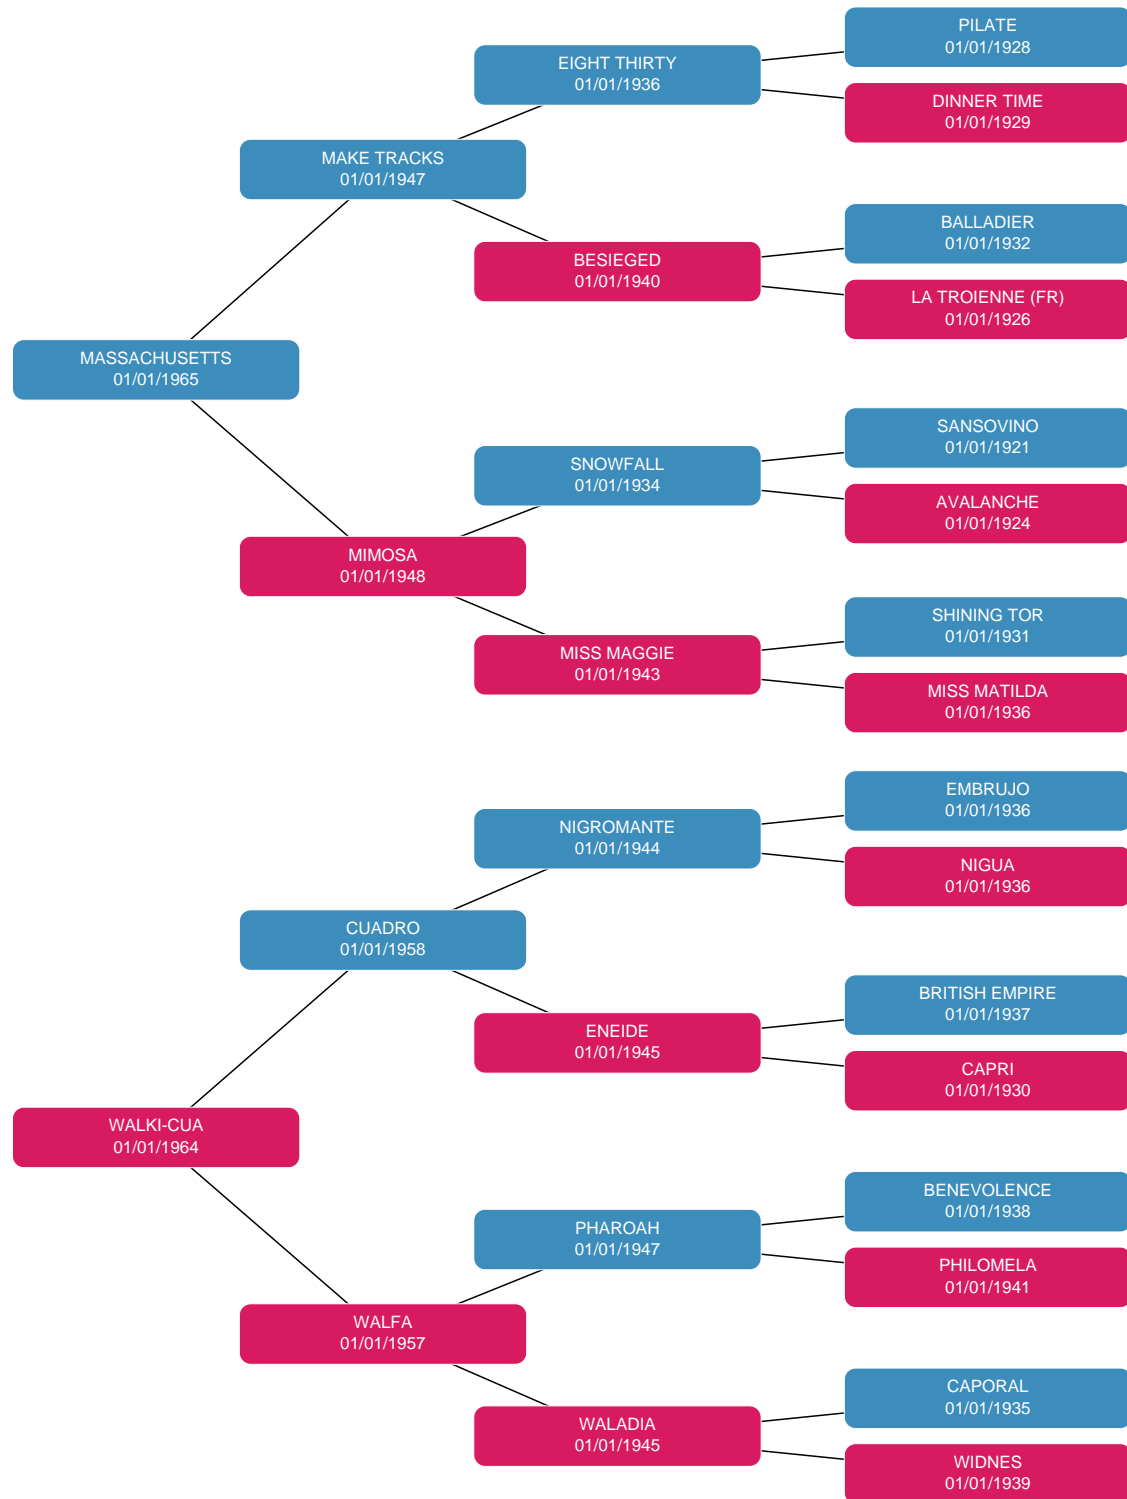 PILATE
01/01/1928
EIGHT THIRTY
01/01/1936
DINNER TIME
01/01/1929
MAKE TRACKS
01/01/1947
BALLADIER
01/01/1932
BESIEGED
01/01/1940
LA TROIENNE (FR)
01/01/1926
MASSACHUSETTS
01/01/1965
SANSOVINO
01/01/1921
SNOWFALL
01/01/1934
AVALANCHE
01/01/1924
MIMOSA
01/01/1948
SHINING TOR
01/01/1931
MISS MAGGIE
01/01/1943
MISS MATILDA
01/01/1936
EMBRUJO
01/01/1936
NIGROMANTE
01/01/1944
NIGUA
01/01/1936
CUADRO
01/01/1958
BRITISH EMPIRE
01/01/1937
ENEIDE
01/01/1945
CAPRI
01/01/1930
WALKI-CUA
01/01/1964
BENEVOLENCE
01/01/1938
PHAROAH
01/01/1947
PHILOMELA
01/01/1941
WALFA
01/01/1957
CAPORAL
01/01/1935
WALADIA
01/01/1945
WIDNES
01/01/1939